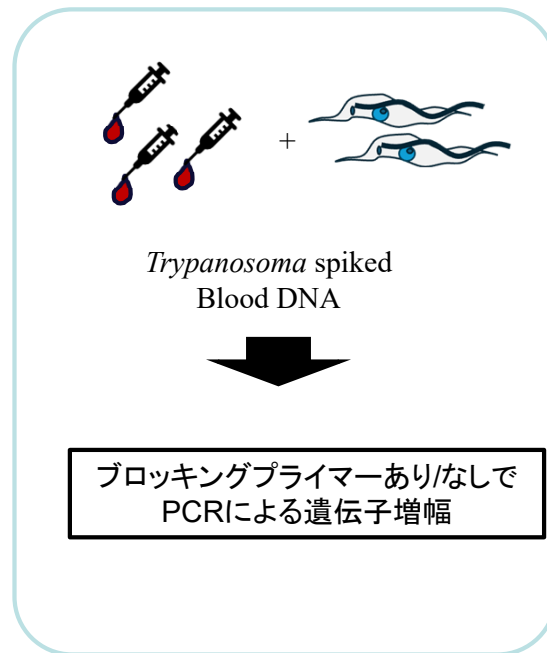 +
Trypanosoma spiked
Blood DNA
ブロッキングプライマーあり/なしで
PCRによる遺伝子増幅